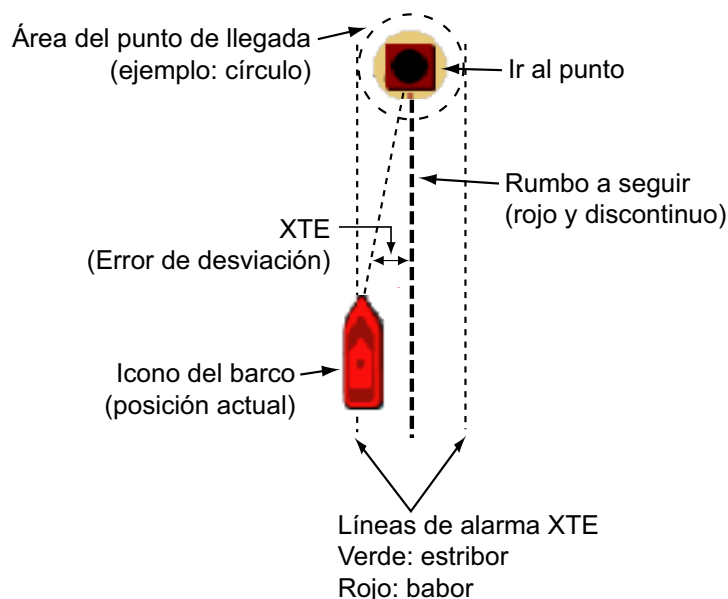 Área del punto de llegada
(ejemplo: círculo)
Ir al punto
Rumbo a seguir
(rojo y discontinuo)
XTE
(Error de desviación)
Icono del barco
(posición actual)
Líneas de alarma XTE
Verde: estribor
Rojo: babor